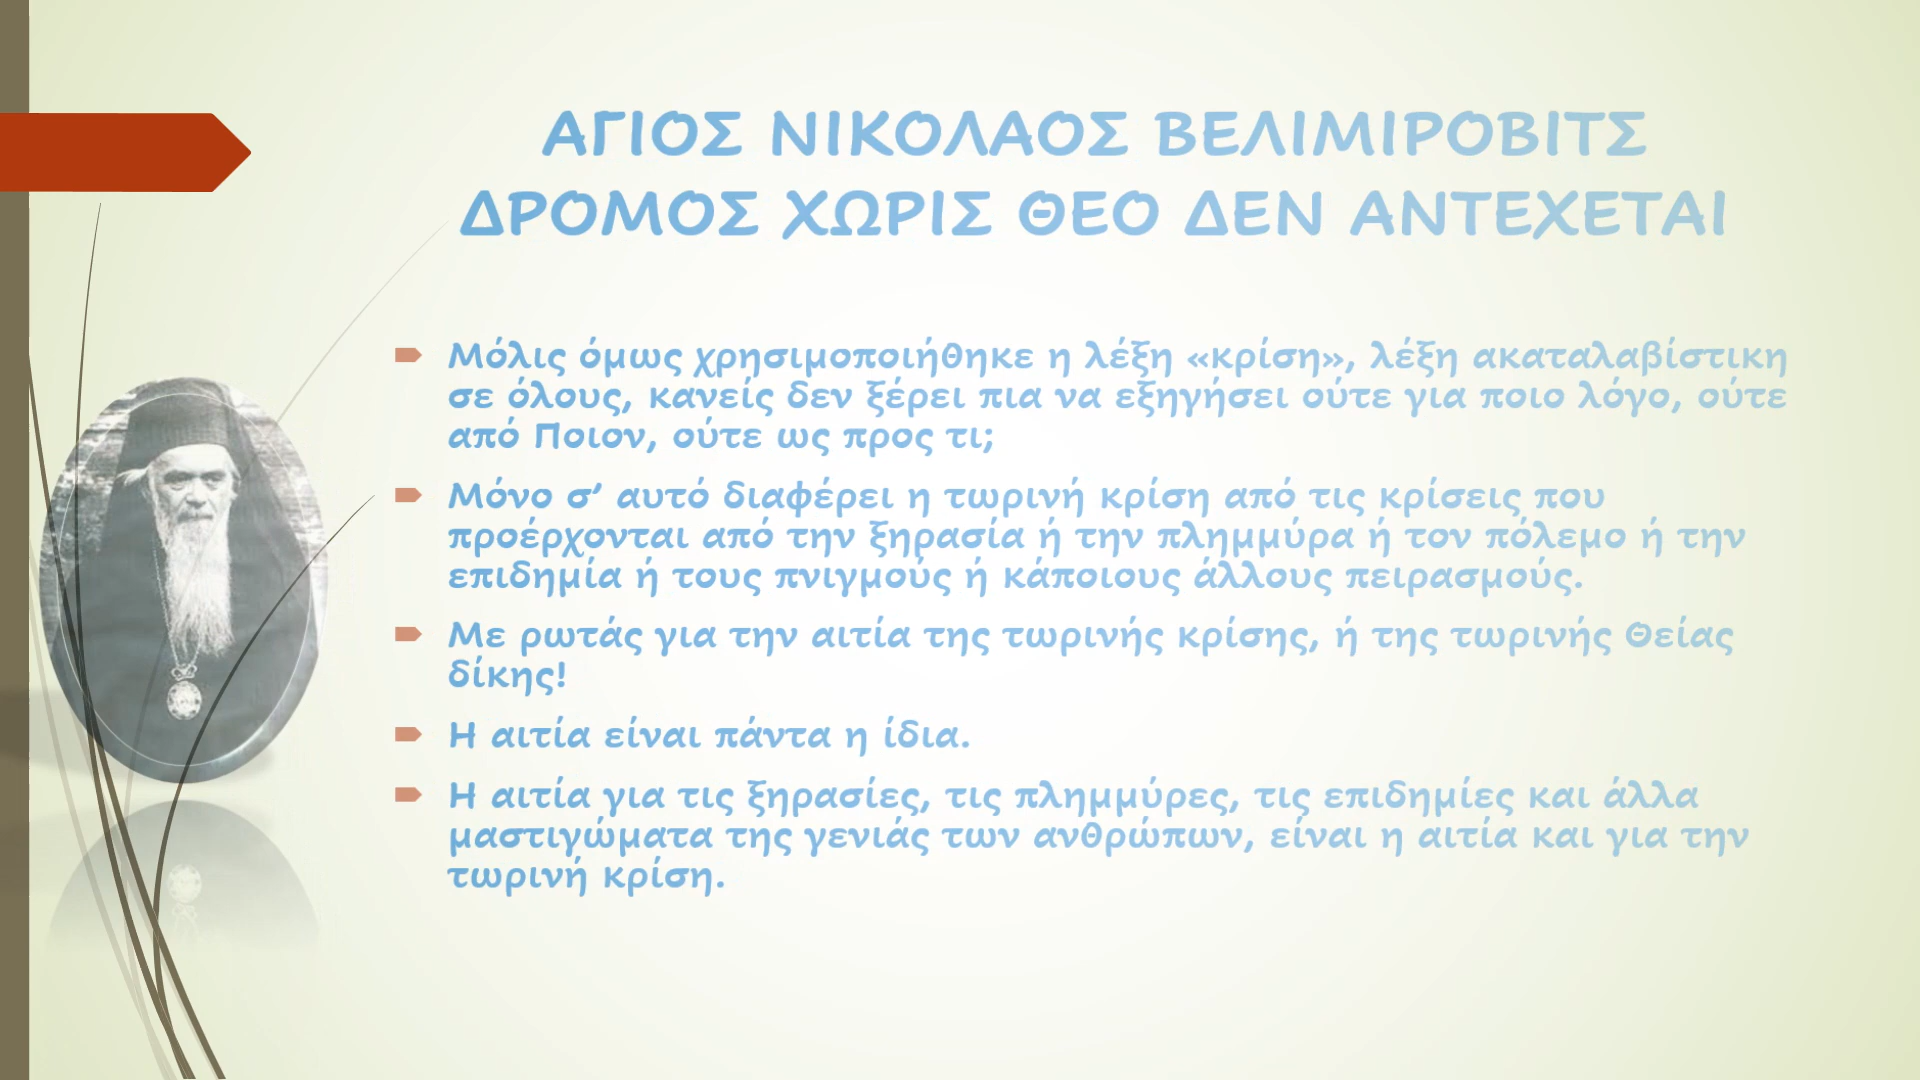 ΑΓΙΟΣ ΝΙΚΟΛΑΟΣ ΒΕΛΙΜΙΡΟΒΙΤΣ
ΔΡΟΜΟΣ ΧΩΡΙΣ ΘΕΟ ΔΕΝ ΑΝΤΕΧΕΤΑΙ
Μόλις όμως χρησιμοποιήθηκε η λέξη «κρίση», λέξη ακαταλαβίστικη
σε όλους, κανείς δεν ξέρει πια να εξηγήσει ούτε για ποιο λόγο, ούτε
από Ποιον, ούτε ως προς τι;
Μόνο σ’ αυτό διαφέρει η τωρινή κρίση από τις κρίσεις που
προέρχονται από την ξηρασία ή την πλημμύρα ή τον πόλεμο ή την
επιδημία ή τους πνιγμούς ή κάποιους άλλους πειρασμούς.
Με ρωτάς για την αιτία της τωρινής κρίσης, ή της τωρινής Θείας
δίκης!
Η αιτία είναι πάντα η ίδια.
Η αιτία για τις ξηρασίες, τις πλημμύρες, τις επιδημίες και άλλα
μαστιγώματα της γενιάς των ανθρώπων, είναι η αιτία και για την
τωρινή κρίση.